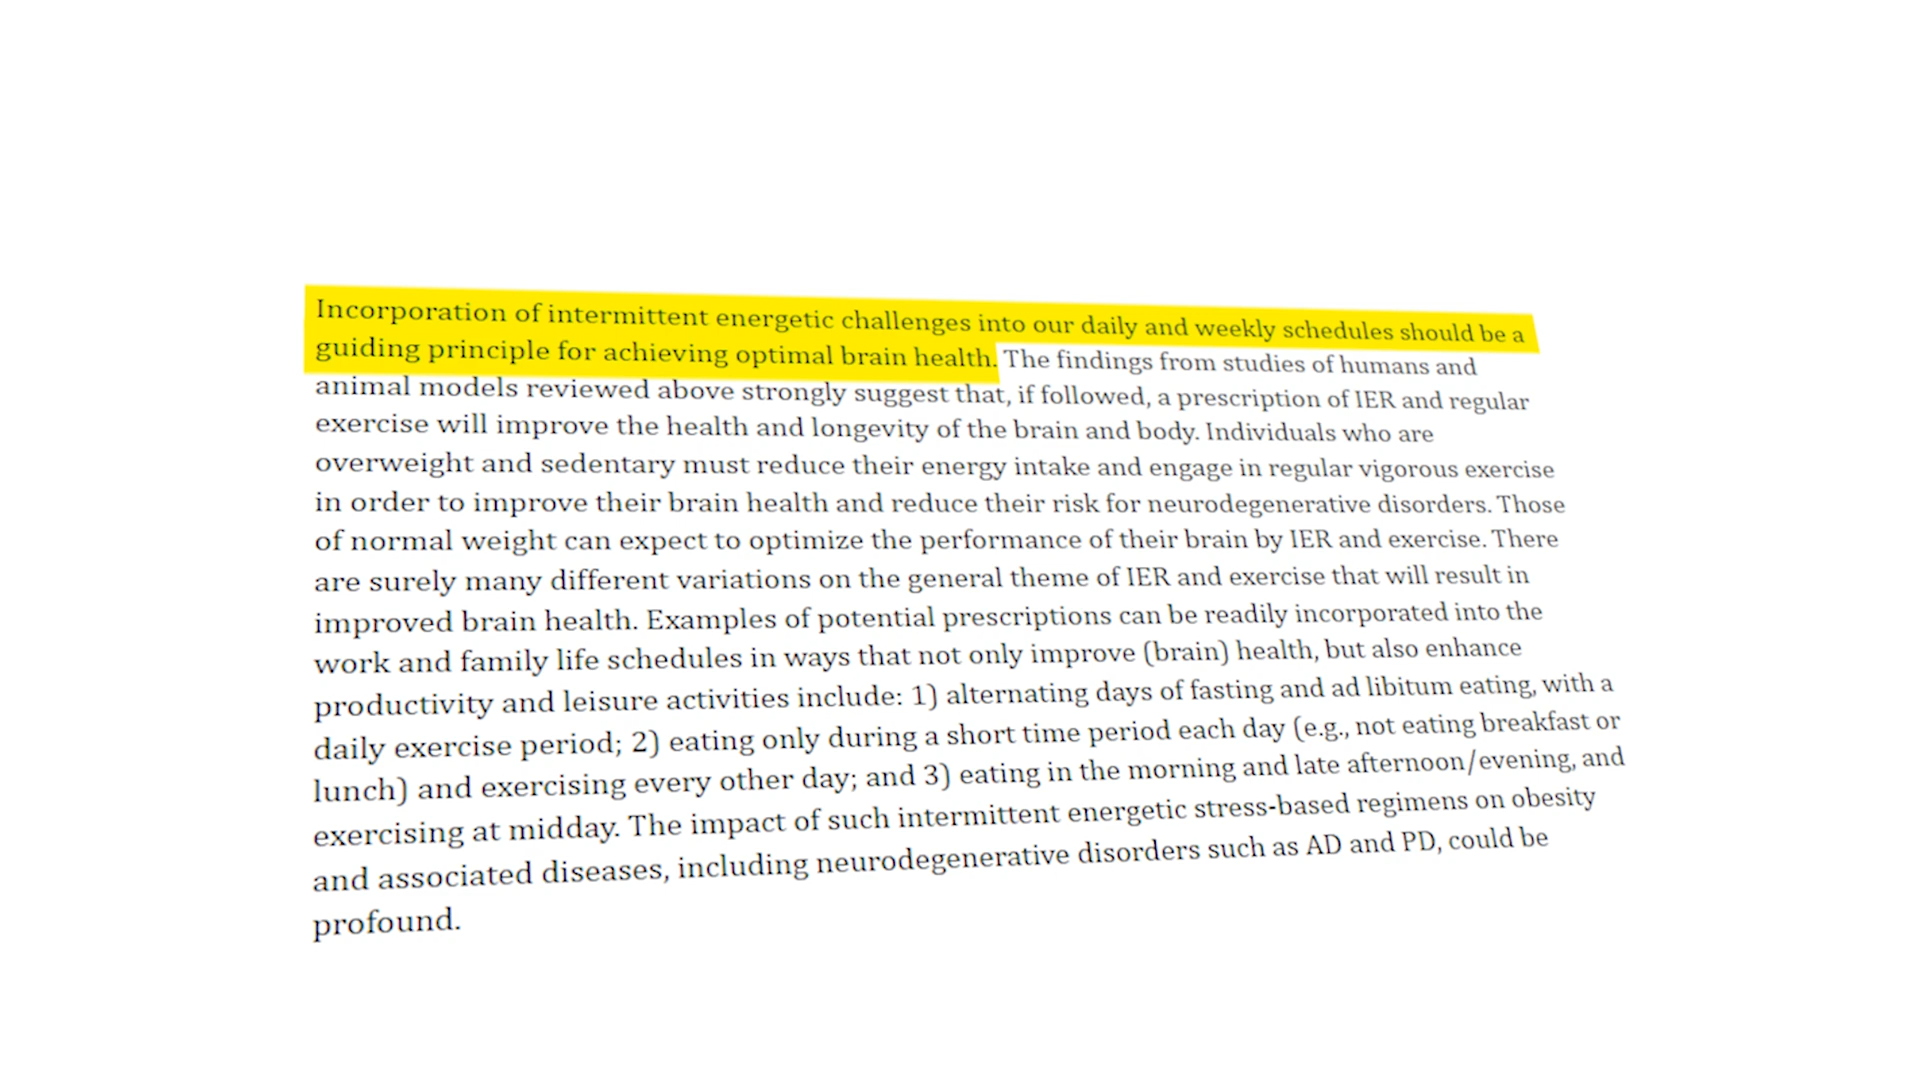 Incorporation of intermittent energetic challenges into our daily and weekly schedules should be a
guiding principle for achieving optimal brain health. The findings from studies of humans and
animal models reviewed above strongly suggest that, if followed, a prescription of IER and regular
exercise will improve the health and longevity of the brain and body. Individuals who are
overweight and sedentary must reduce their energy intake and engage in regular vigorous exercise
in order to improve their brain health and reduce their risk for neurodegenerative disorders. Those
of normal weight can expect to optimize the performance of their brain by IER and exercise. There
are surely many different variations on the general theme of IER and exercise that will result in
improved brain health. Examples of potential prescriptions can be readily incorporated into the
work and family life schedules in ways that not only improve (brain) health, but also enhance
productivity and leisure activities include: 1) alternating days of fasting and ad libitum eating, with a
daily exercise period; 2) eating only during a short time period each day (e.g., not eating breakfast or
lunch) and exercising every other day; and 3) eating in the morning and late afternoon/evening, and
exercising at midday. The impact of such intermittent energetic stress-based regimens on obesity
and associated diseases, including neurodegenerative disorders such as AD and PD, could be
profound.